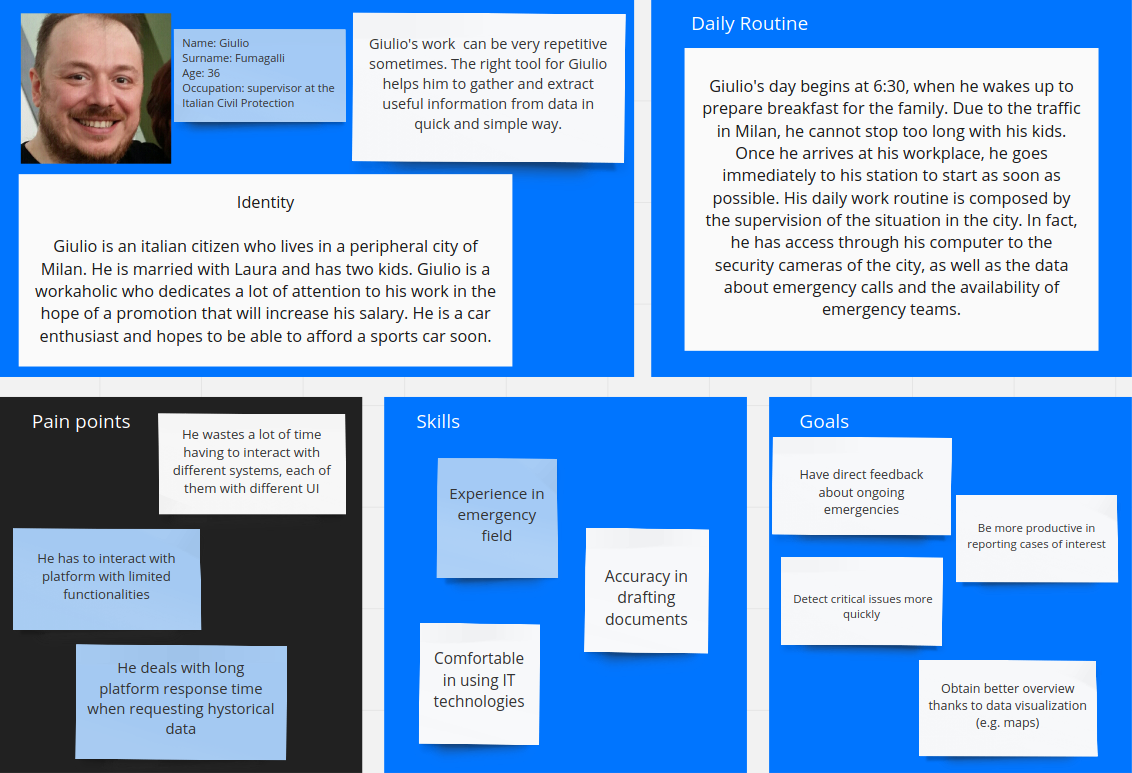 Name: Giulio
Surname: Fumagalli
Age: 36
Occupation: supervisor at the
Italian Civil Protection
Giulio's work can be very repetitive
sometimes. The right tool for Giulio
helps him to gather and extract
useful information from data in
quick and simple way.
Identity
Giulio is an italian citizen who lives in a peripheral city of
Milan. He is married with Laura and has two kids. Giulio is a
workaholic who dedicates a lot of attention to his work in the
hope of a promotion that will increase his salary. He is a car
enthusiast and hopes to be able to afford a sports car soon.
Daily Routine
Giulio's day begins at 6:30, when he wakes up to
prepare breakfast for the family. Due to the traffic
in Milan, he cannot stop too long with his kids.
Once he arrives at his workplace, he goes
immediately to his station to start as soon as
possible. His daily work routine is composed by
the supervision of the situation in the city. In fact,
he has access through his computer to the
security cameras of the city, as well as the data
about emergency calls and the availability of
emergency teams.
Pain points
He wastes a lot of time
having to interact with
different systems, each of
them with different UI
He has to interact with
platform with limited
functionalities
He deals with long
platform response time
when requesting hystorical
data
Skills
Experience in
emergency
field
Accuracy in
drafting
documents
Comfortable
in using IT
technologies
Goals
Have direct feedback
about ongoing
emergencies
Be more productive in
reporting cases of interest
Detect critical issues more
quickly
Obtain better overview
thanks to data visualization
(e.g. maps)